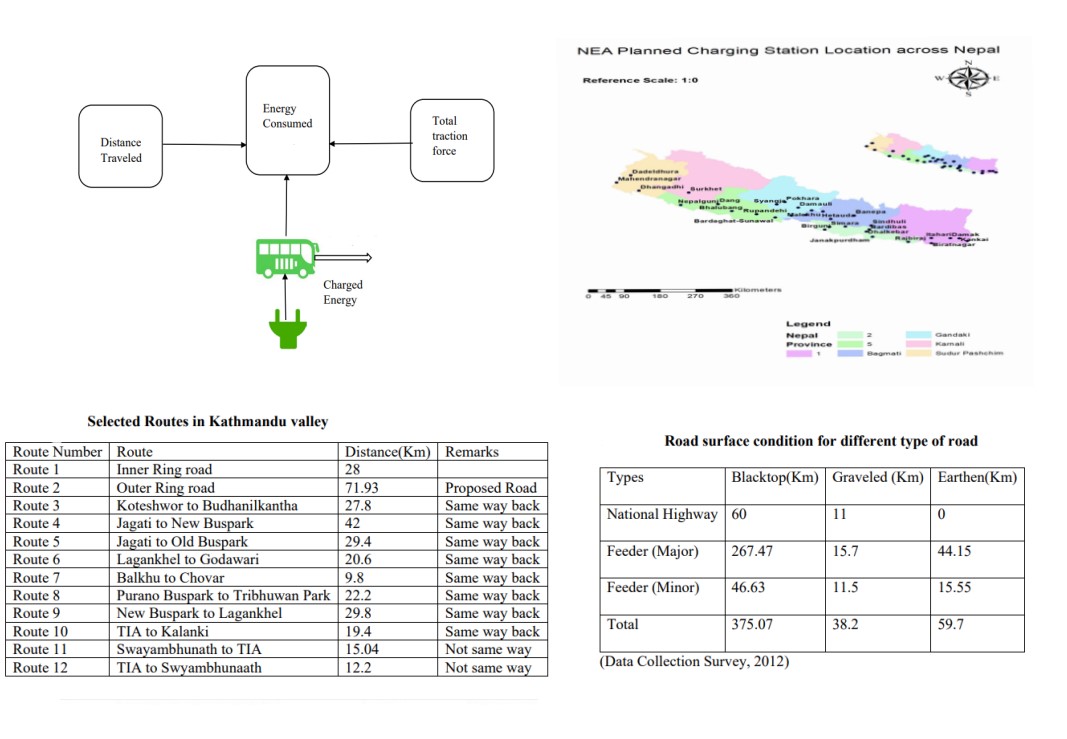 Energy
Consumed
Distance
Traveled
Total
traction
force
Charged
Energy
NEA Planned Charging Station Location across Nepal
Reference Scale: 1:0
N
W E
S
Dadeldhura
Mahendranagar
Dhangadhi
Surkhet
Nepalgunj Dang
Syangja
Pokhara
Damauli
Bhalubang
Rupandehi
Hetauda
Banepa
Bardaghat-Sunawal
Simara
Sindhuli
Bardibas
Dhalkebar
Janakpurdham
Rajbiraj
Itahari Damak
Biratnagar
Kilometers
0 45 90 180 270 360
Legend
Nepal
Province
1
2
5
Bagmati
Gandaki
Karnali
Sudur Pashchim
Selected Routes in Kathmandu valley
Route Number Route Distance(Km) Remarks
Route 1 Inner Ring road 28
Route 2 Outer Ring road 71.93 Proposed Road
Route 3 Koteshwor to Budhanilkantha 27.8 Same way back
Route 4 Jagati to New Buspark 42 Same way back
Route 5 Jagati to Old Buspark 29.4 Same way back
Route 6 Lagankhel to Godawari 20.6 Same way back
Route 7 Balkhu to Chovar 9.8 Same way back
Route 8 Purano Buspark to Tribhuwan Park 22.2 Same way back
Route 9 New Buspark to Lagankhel 29.8 Same way back
Route 10 TIA to Kalanki 19.4 Same way back
Route 11 Swayambhunath to TIA 15.04 Not same way
Route 12 TIA to Swyambhunaath 12.2 Not same way
Road surface condition for different type of road
Types Blacktop(Km) Graveled (Km) Earthen(Km)
National Highway 60 11 0
Feeder (Major) 267.47 15.7 44.15
Feeder (Minor) 46.63 11.5 15.55
Total 375.07 38.2 59.7
(Data Collection Survey, 2012)